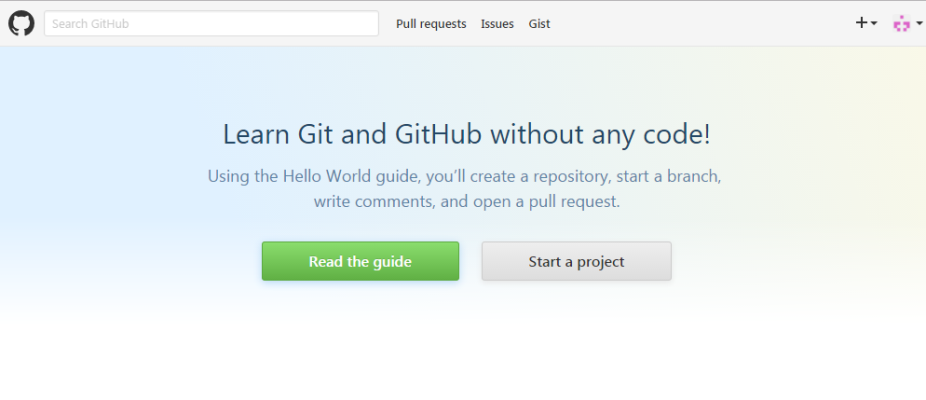 Search GitHub Pull requests Issues Gist
Learn Git and GitHub without any code!
Using the Hello World guide, you'll create a repository, start a branch,
write comments, and open a pull request.
Read the guide Start a project